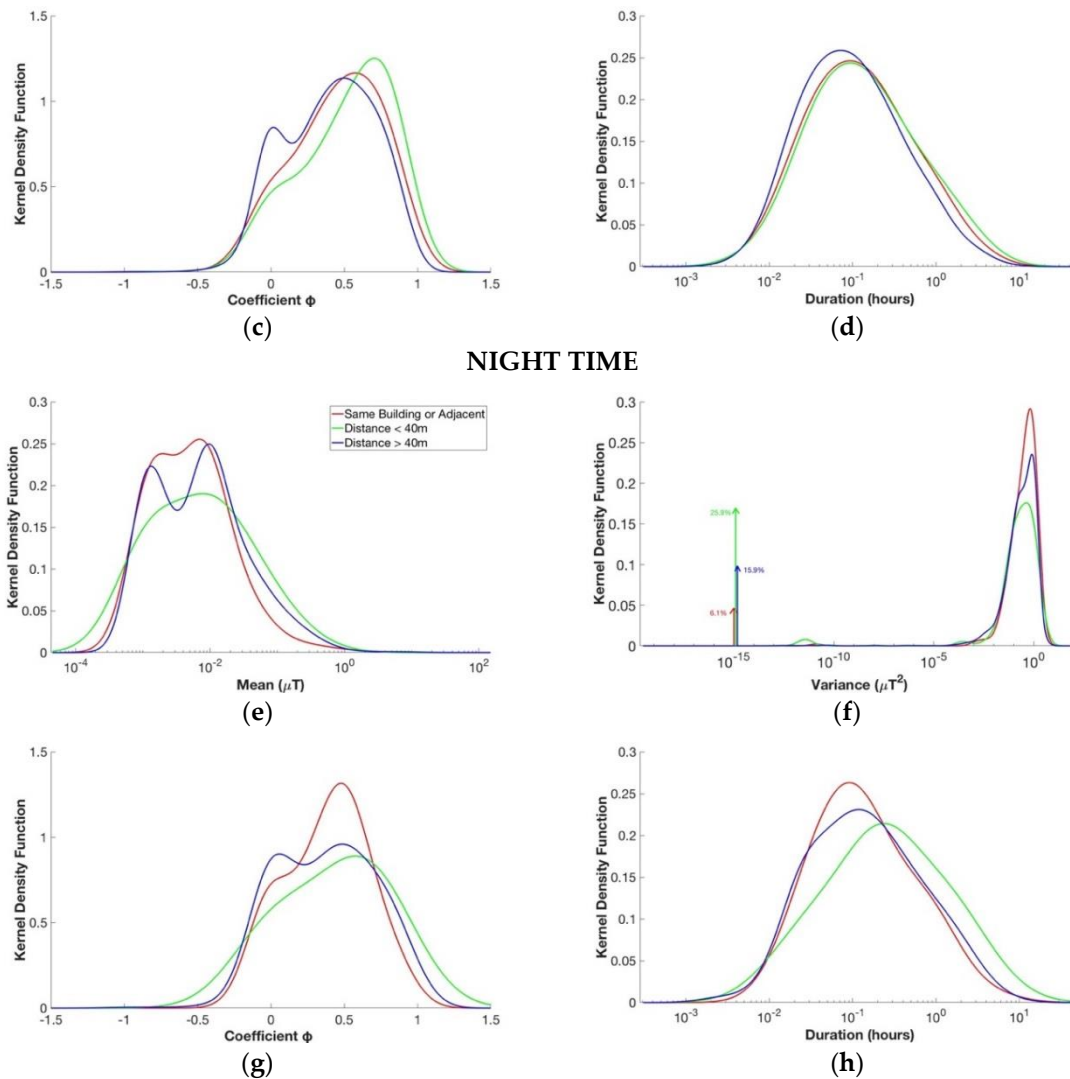 1.5
1
0.5
0
Kernel Density Function
-1.5 -1 -0.5 0 0.5 1 1.5
Coefficient ϕ
(c)
0.3
0.25
0.2
0.15
0.1
0.05
0
Kernel Density Function
10⁻³ 10⁻² 10⁻¹ 10⁰ 10¹
Duration (hours)
(d)
NIGHT TIME
0.3
0.25
0.2
0.15
0.1
0.05
0
Kernel Density Function
Same Building or Adjacent
Distance < 40m
Distance > 40m
10⁻⁴ 10⁻² 10⁰ 10²
Mean (μT)
(e)
0.3
0.25
0.2
0.15
0.1
0.05
0
Kernel Density Function
25.8%
15.9%
6.1%
10⁻¹⁵ 10⁻¹⁰ 10⁻⁵ 10⁰
Variance (μT²)
(f)
1.5
1
0.5
0
Kernel Density Function
-1.5 -1 -0.5 0 0.5 1 1.5
Coefficient ϕ
(g)
0.3
0.25
0.2
0.15
0.1
0.05
0
Kernel Density Function
10⁻³ 10⁻² 10⁻¹ 10⁰ 10¹
Duration (hours)
(h)